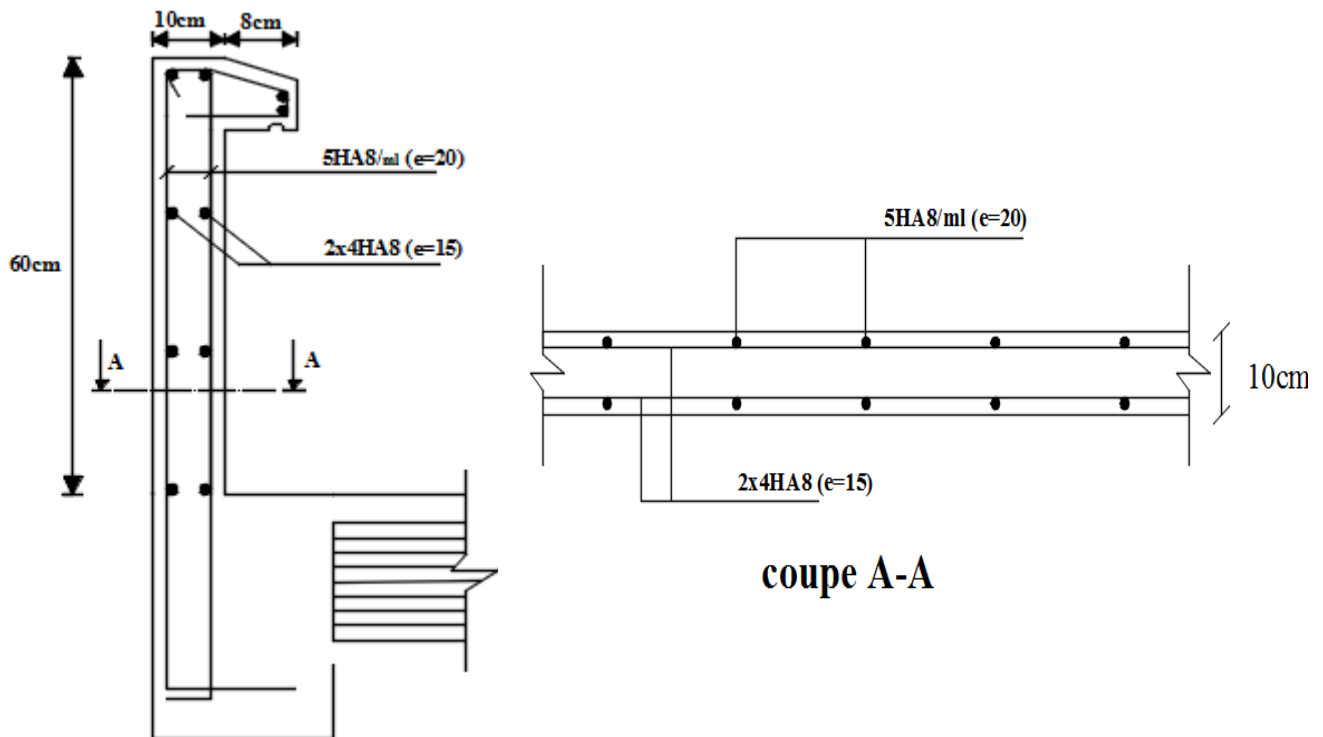 10cm 8cm
5HA8/ml (e=20)
2x4HA8 (e=15)
60cm
A A
5HA8/ml (e=20)
10cm
2x4HA8 (e=15)
coupe A-A